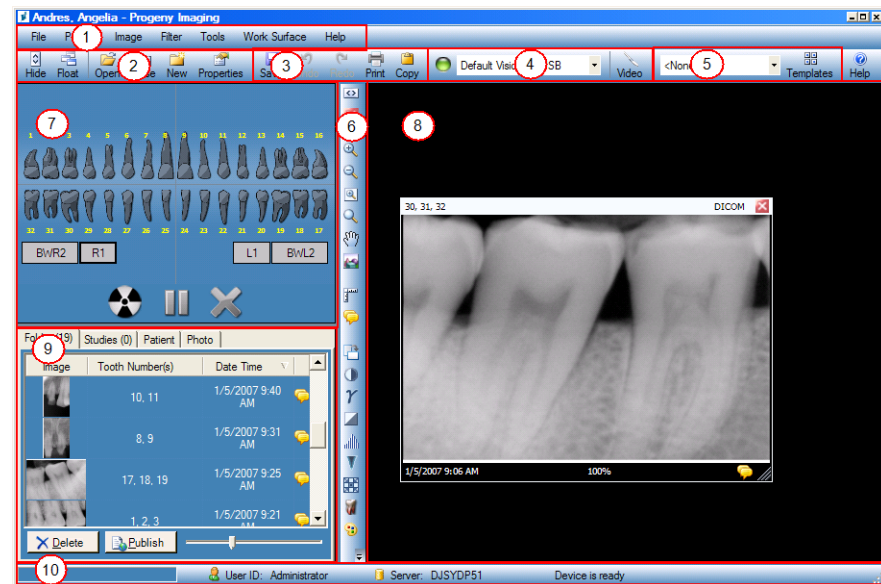 Andres, Angelia - Progeny Imaging
File Image Filter Tools Work Surface Help
1
Hide Float Open New Properties Print Copy Default Video <None Templates Help
2 3 4 5
SB
Video
7 6 8
1 3 4 5 6 7 8 9 10 11 12 13 14 15 16
32 31 30 29 28 27 26 25 24 23 22 21 20 19 18 17
BWR2 R1 L1 BWL2
30, 31, 32 DICOM
1/5/2007 9:06 AM 100%
Studies (0) Patient Photo
9
Image Tooth Number(s) Date Time
10, 11 1/5/2007 9:40 AM
8, 9 1/5/2007 9:31 AM
17, 18, 19 1/5/2007 9:25 AM
1, 2, 3 1/5/2007 9:21 AM
Delete Publish
10 User ID: Administrator Server: DJSYDP51 Device is ready